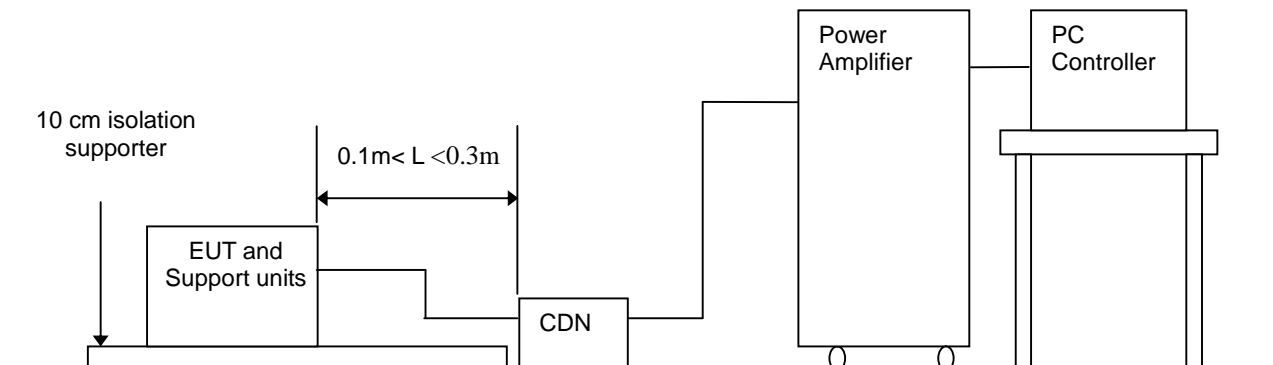 Power
Amplifier
PC
Controller
10 cm isolation
supporter
0.1m< L <0.3m
EUT and
Support units
CDN